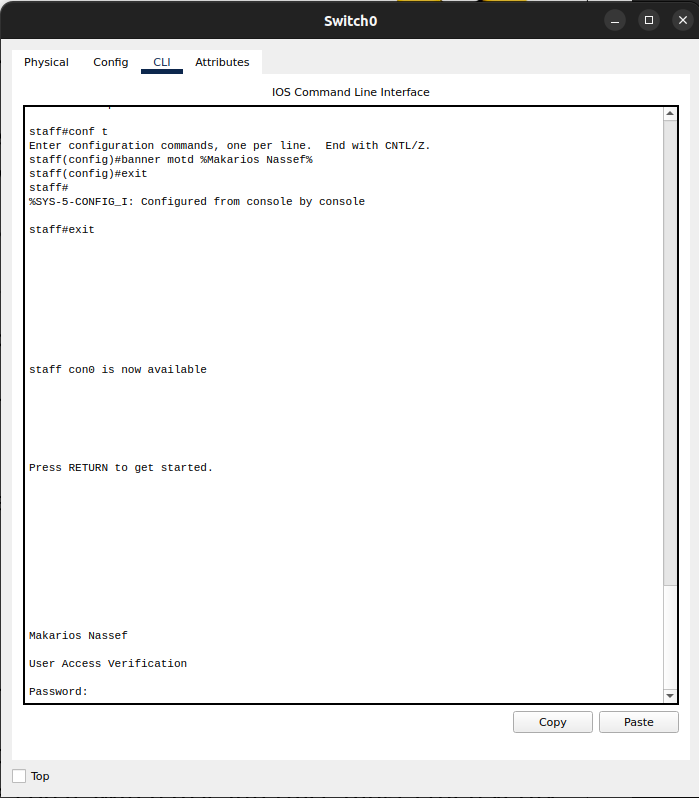 Switch0
Physical Config CLI Attributes
IOS Command Line Interface
staff#conf t
Enter configuration commands, one per line.  End with CNTL/Z.
staff(config)#banner motd %Makarios Nassef%
staff(config)#exit
staff#
%SYS-5-CONFIG_I: Configured from console by console
staff#exit
staff con0 is now available
Press RETURN to get started.
Makarios Nassef
User Access Verification
Password:
Copy Paste
Top